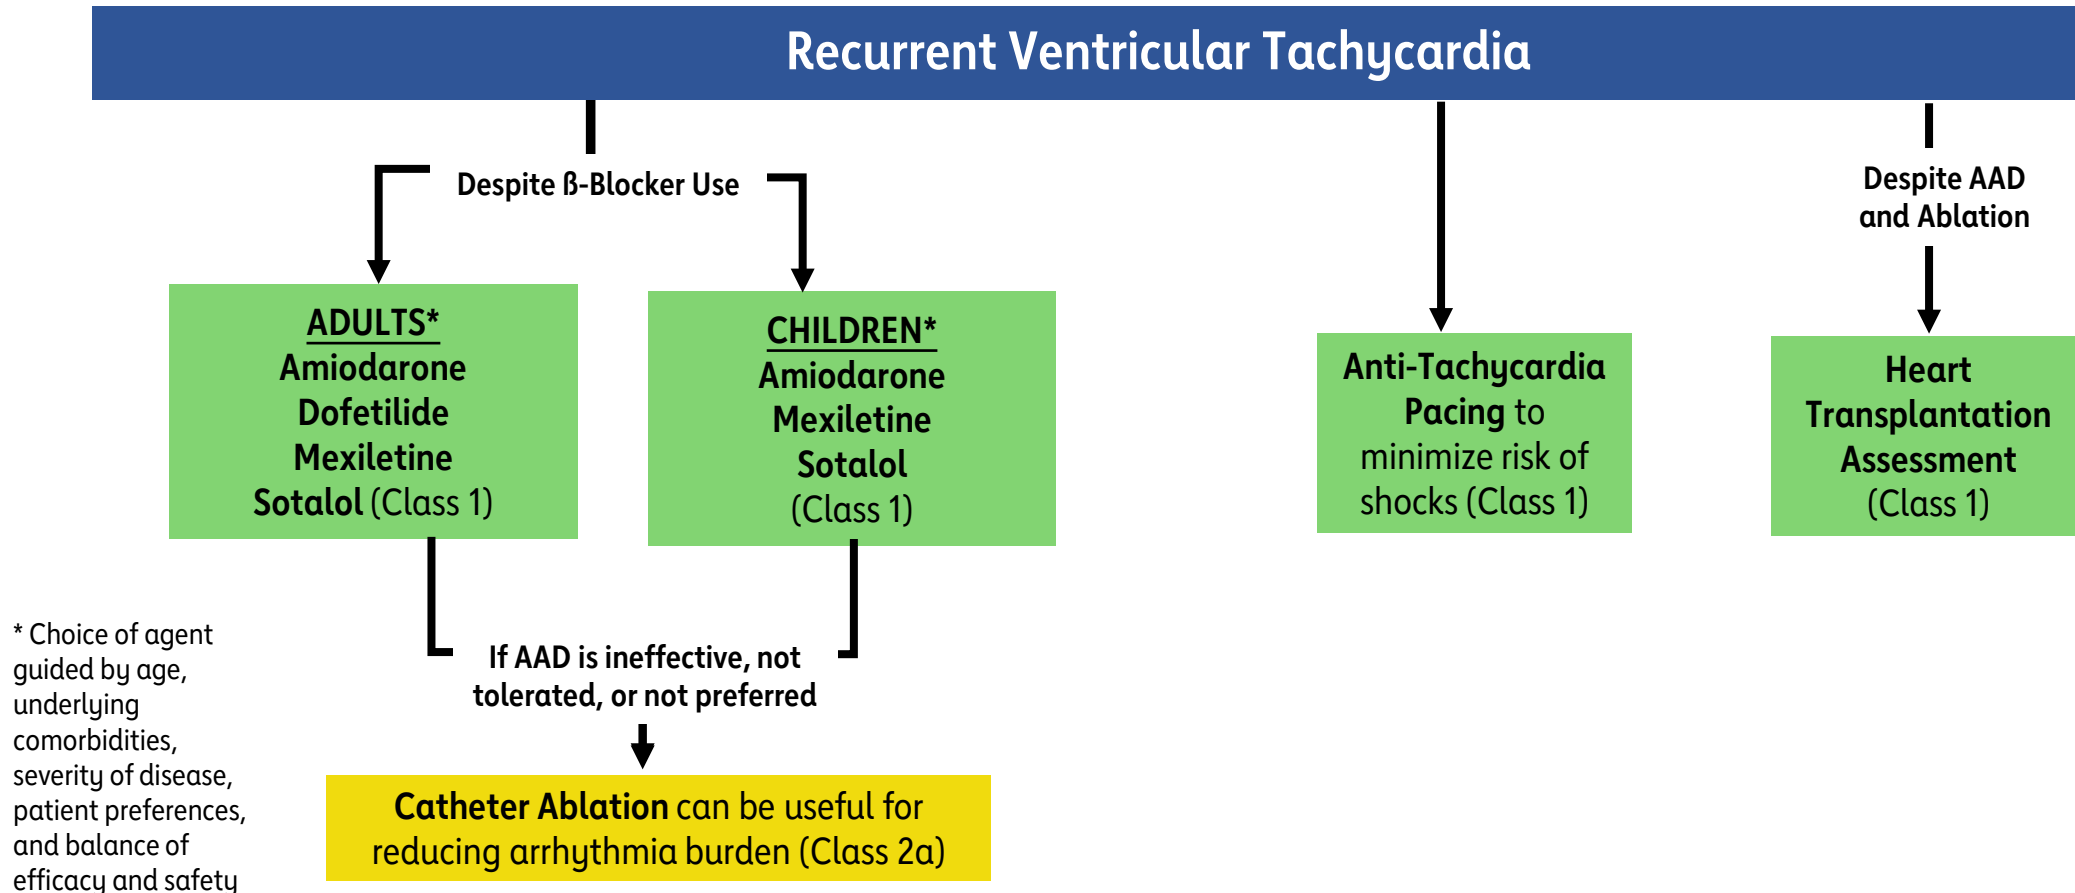 Recurrent Ventricular Tachycardia
Despite ß-Blocker Use
Despite AAD
and Ablation
ADULTS*
Amiodarone
Dofetilide
Mexiletine
Sotalol (Class 1)
CHILDREN*
Amiodarone
Mexiletine
Sotalol
(Class 1)
Anti-Tachycardia
Pacing to
minimize risk of
shocks (Class 1)
Heart
Transplantation
Assessment
(Class 1)
If AAD is ineffective, not
tolerated, or not preferred
Catheter Ablation can be useful for
reducing arrhythmia burden (Class 2a)
* Choice of agent
guided by age,
underlying
comorbidities,
severity of disease,
patient preferences,
and balance of
efficacy and safety